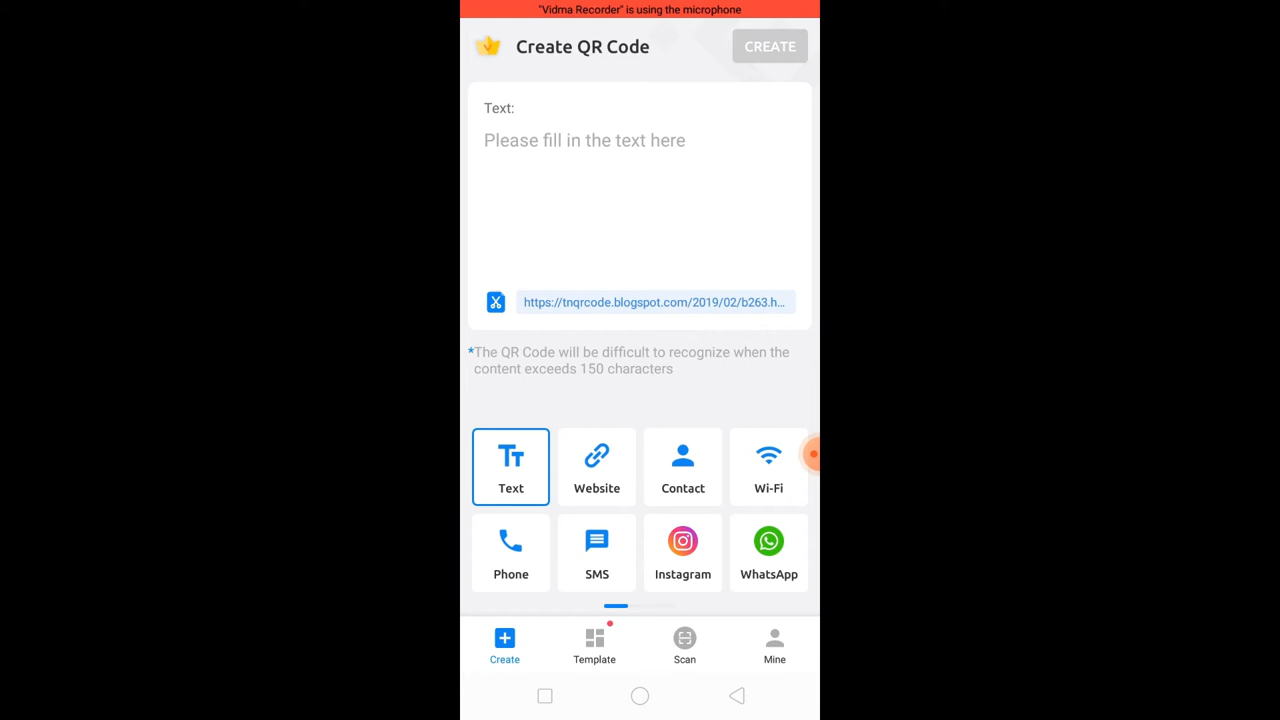 "Vidma Recorder" is using the microphone
Create QR Code
CREATE
Text:
Please fill in the text here
https://tnqrcode.blogspot.com/2019/02/b263.h...
*The QR Code will be difficult to recognize when the
content exceeds 150 characters
Text
Website
Contact
Wi-Fi
Phone
SMS
Instagram
WhatsApp
Create
Template
Scan
Mine